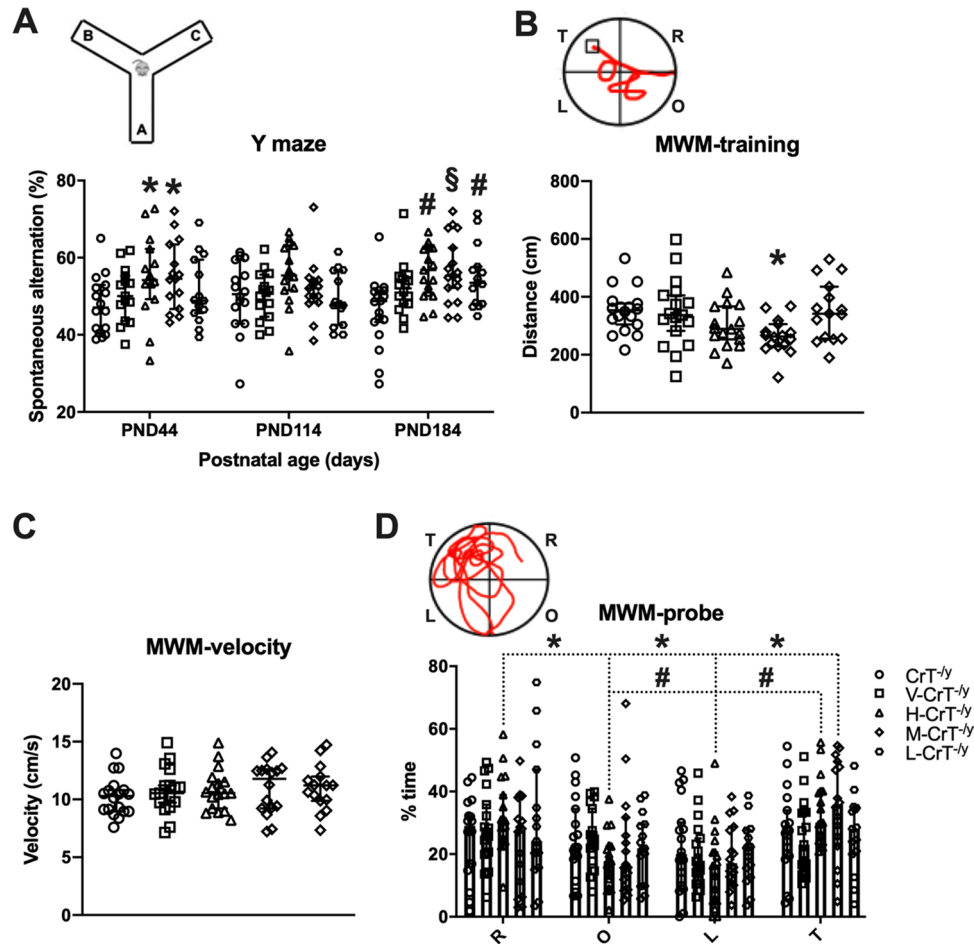 A
B
C
A
Y maze
Spontaneous alternation (%)
80
60
40
20
* *
# § #
PND44 PND114 PND184
Postnatal age (days)
B
T R
L O
MWM-training
Distance (cm)
800
600
400
200
0
*
C
MWM-velocity
Velocity (cm/s)
20
15
10
5
0
D
T R
L O
MWM-probe
* * *
# #
% time
80
60
40
20
0
R O L T
CrT-/y
V-CrT-/y
H-CrT-/y
M-CrT-/y
L-CrT-/y